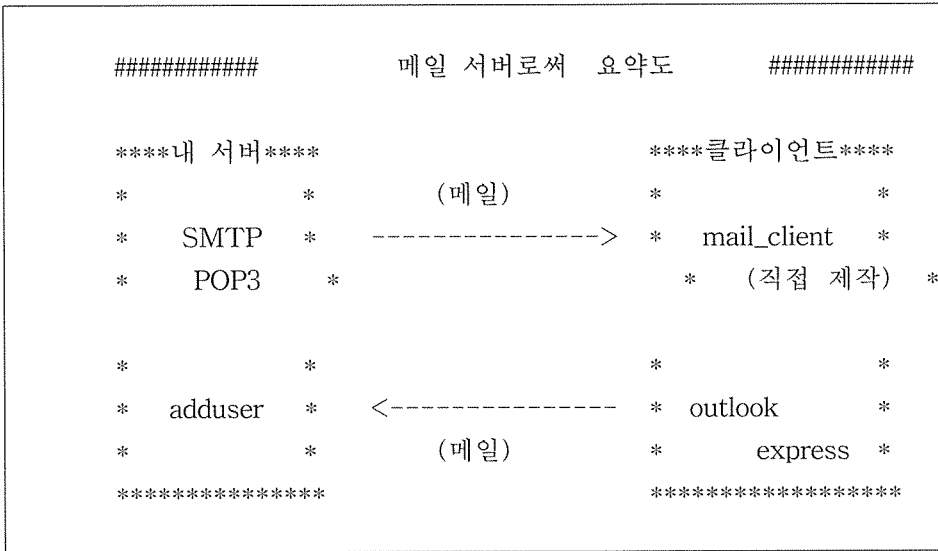 ############ 메일 서버로써 요약도 ############
****내 서버**** ****클라이언트****
* * (메일) * *
* SMTP * ---------------> * mail_client *
* POP3 * * (직접 제작) *
* * * *
* adduser * <--------------- * outlook *
* * (메일) * express *
**************** ******************